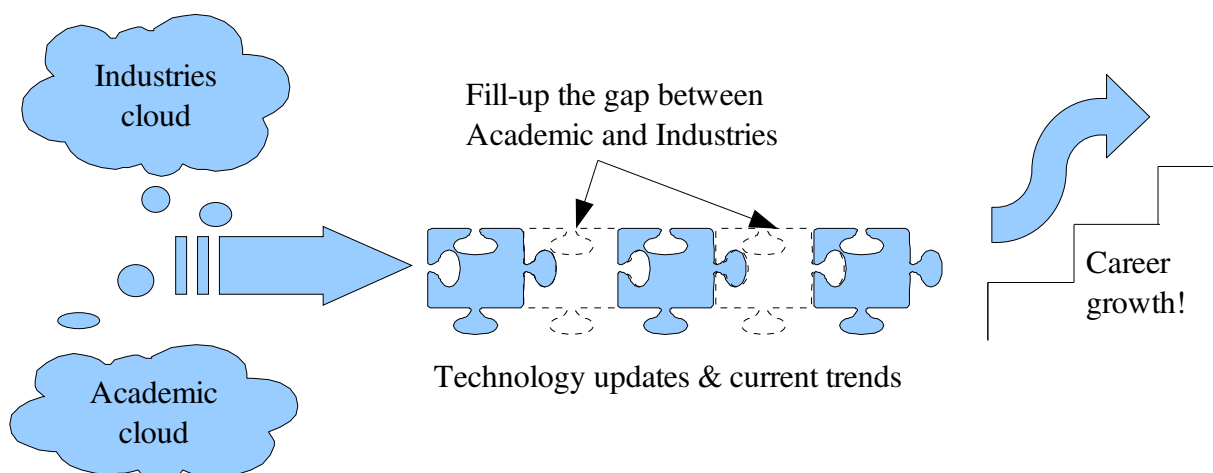 Industries
cloud
Fill-up the gap between
Academic and Industries
Career
growth!
Technology updates & current trends
Academic
cloud